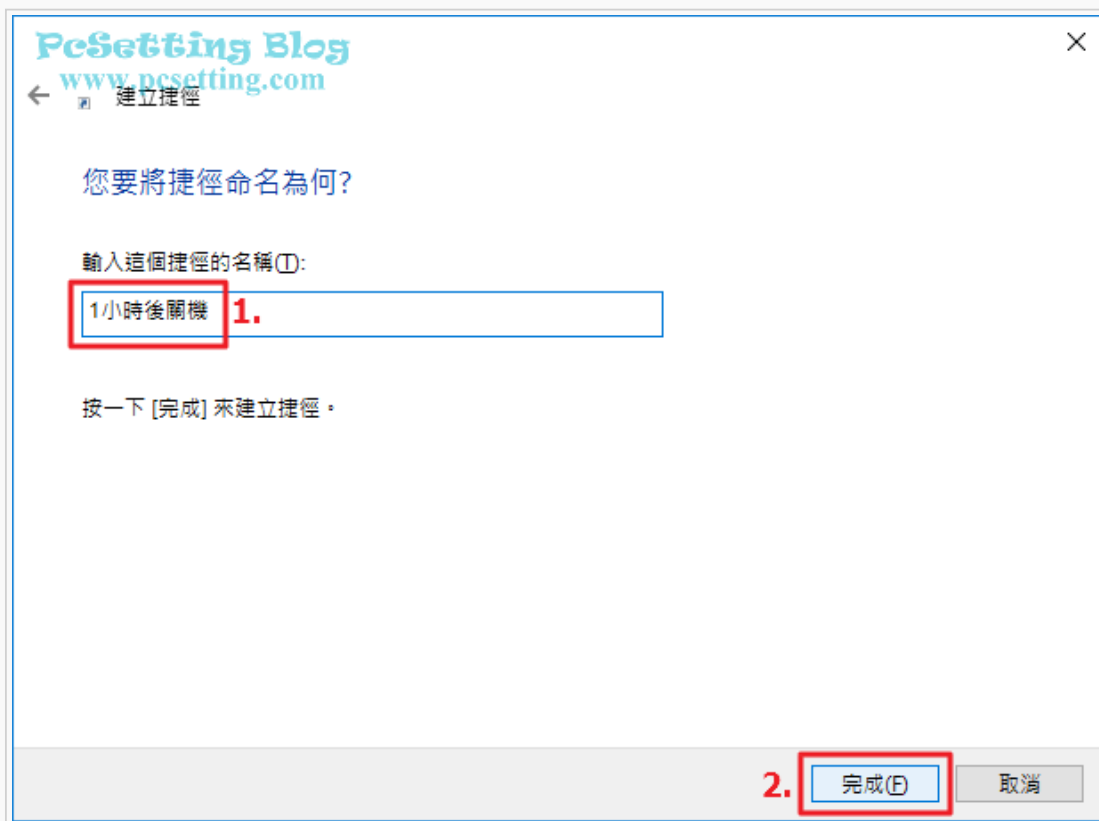 PcSetting Blog
www.pcsetting.com
建立捷徑
您要將捷徑命名為何?
輸入這個捷徑的名稱(T):
1小時後關機 1.
按一下 [完成] 來建立捷徑。
2. 完成(F) 取消